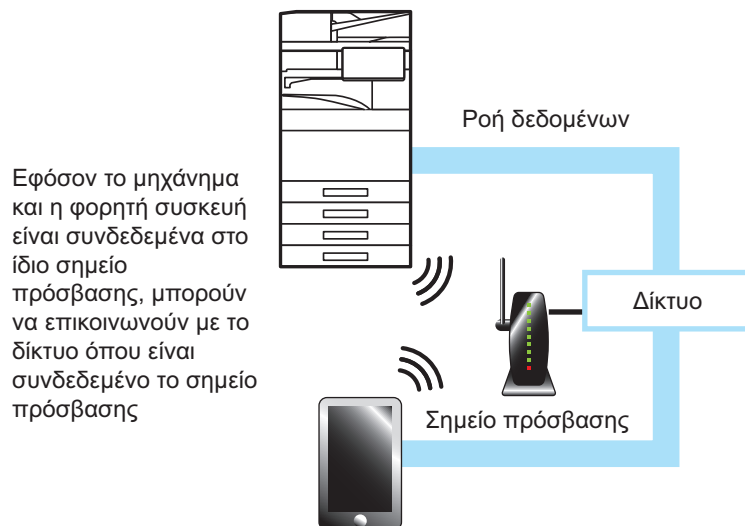 Ροή δεδομένων
Εφόσον το μηχάνημα
και η φορητή συσκευή
είναι συνδεδεμένα στο
ίδιο σημείο
πρόσβασης, μπορούν
να επικοινωνούν με το
δίκτυο όπου είναι
συνδεδεμένο το σημείο
πρόσβασης
Δίκτυο
Σημείο πρόσβασης